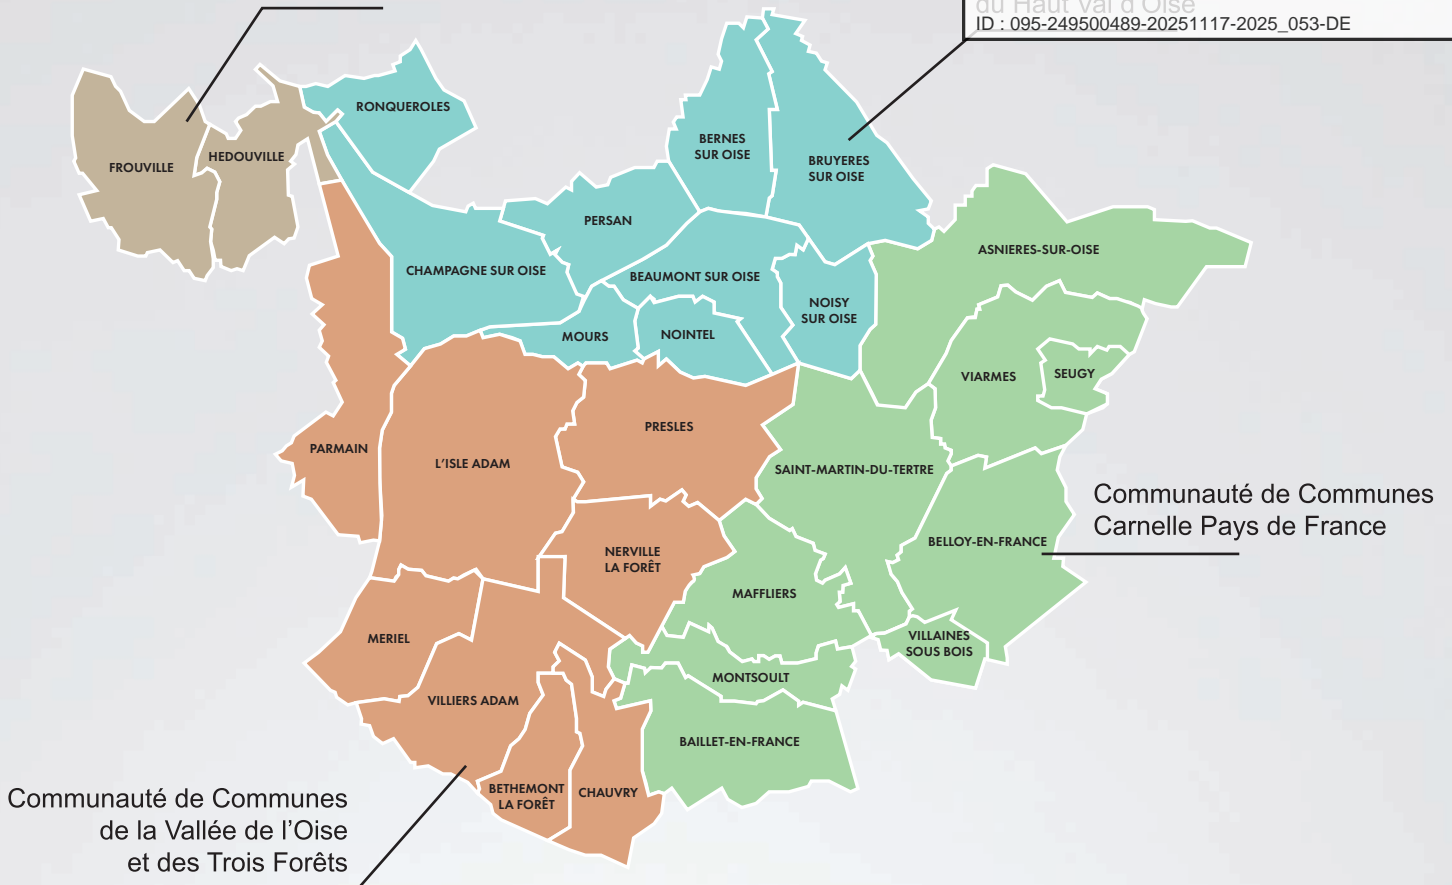 du Haut Val d'Oise
ID : 095-249500489-20251117-2025_053-DE
RONQUEROLES
FROUVILLE
HEDOUVILLE
BERNES
SUR OISE
BRUYERES
SUR OISE
PERSAN
ASNIERES-SUR-OISE
CHAMPAGNE SUR OISE
BEAUMONT SUR OISE
NOISY
SUR OISE
MOURS
NOINTEL
VIARMES
SEUGY
PARMAIN
L'ISLE ADAM
PRESLES
SAINT-MARTIN-DU-TERTRE
Communauté de Communes
Carnelle Pays de France
BELLOY-EN-FRANCE
NERVILLE
LA FORÊT
MAFFLIERS
MERIEL
VILLAINES
SOUS BOIS
MONTSOULT
VILLIERS ADAM
BAILLET-EN-FRANCE
BETHEMONT
LA FORÊT
CHAUVRY
Communauté de Communes
de la Vallée de l'Oise
et des Trois Forêts